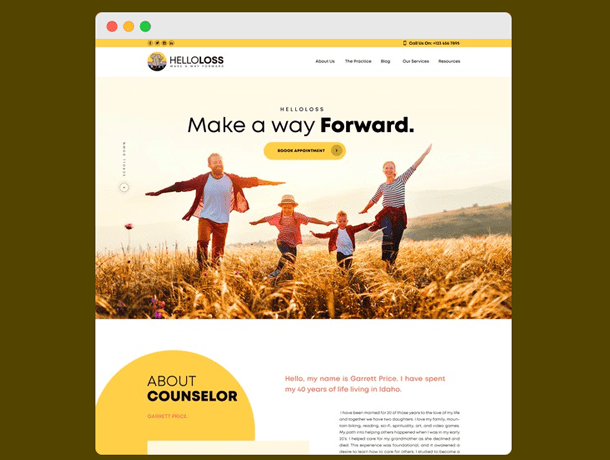 Call Us On: +123 456 7895
HELLOLOSS
MAKE A WAY FORWARD
About Us The Practice Blog Our Services Resources
HELLOLOSS
Make a way Forward.
BOOOK APPOINTMENT
SCROLL DOWN
ABOUT
COUNSELOR
GARRETT PRICE.
Hello, my name is Garrett Price. I have spent
my 40 years of life living in Idaho.
I have been married for 20 of those years to the love of my life
and together we have two daughters. I love my family, moun-
tain biking, reading, sci-fi, spirituality, art, and video games.
My path into helping others happened when I was in my early
20's. I helped care for my grandmother as she declined and
died. This experience was foundational, and it awakened a
desire to learn how to care for others. I studied to become a